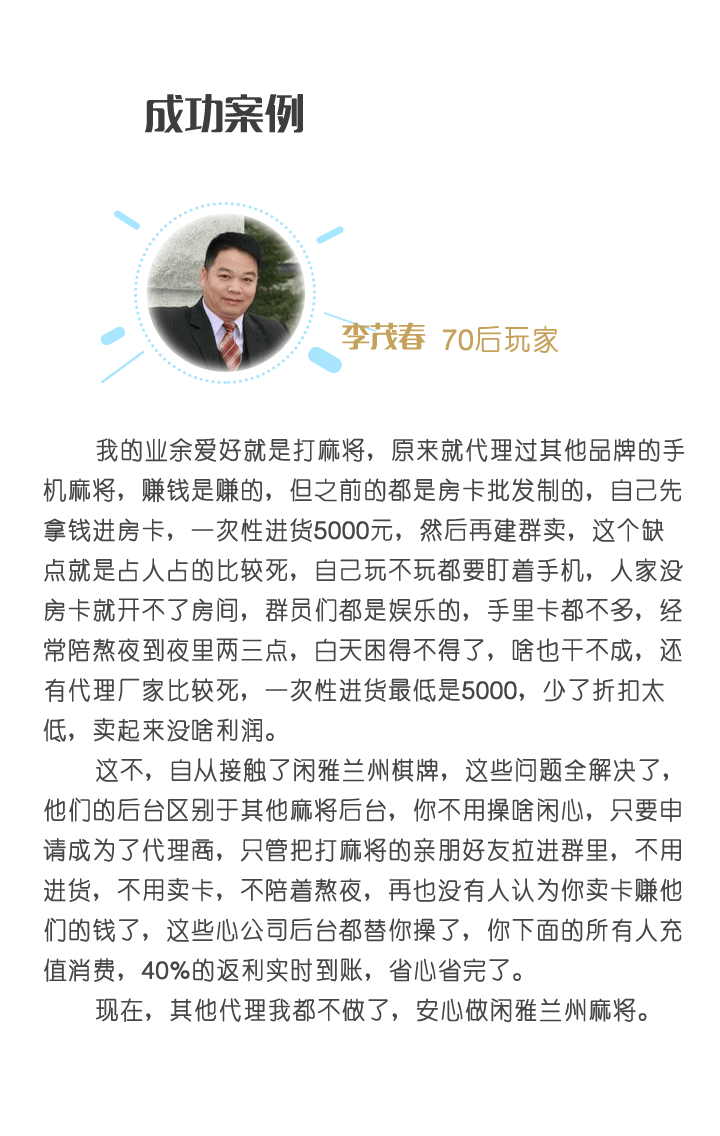 成功案例
李茂春 70后玩家
我的业余爱好就是打麻将，原来就代理过其他品牌的手
机麻将，赚钱是赚的，但之前的都是房卡批发制的，自己先
拿钱进房卡，一次性进货5000元，然后再建群卖，这个缺
点就是占人占的比较死，自己玩不玩都要盯着手机，人家没
房卡就开不了房间，群员们都是娱乐的，手里卡都不多，经
常陪熬夜到夜里两三点，白天困得不得了，啥也干不成，还
有代理厂家比较死，一次性进货最低是5000，少了折扣太
低，卖起来没啥利润。
这不，自从接触了闲雅兰州棋牌，这些问题全解决了，
他们的后台区别于其他麻将后台，你不用操啥闲心，只要申
请成为了代理商，只管把打麻将的亲朋好友拉进群里，不用
进货，不用卖卡，不陪着熬夜，再也没有人认为你卖卡赚他
们的钱了，这些心公司后台都替你操了，你下面的所有人充
值消费，40%的返利实时到账，省心省完了。
现在，其他代理我都不做了，安心做闲雅兰州麻将。